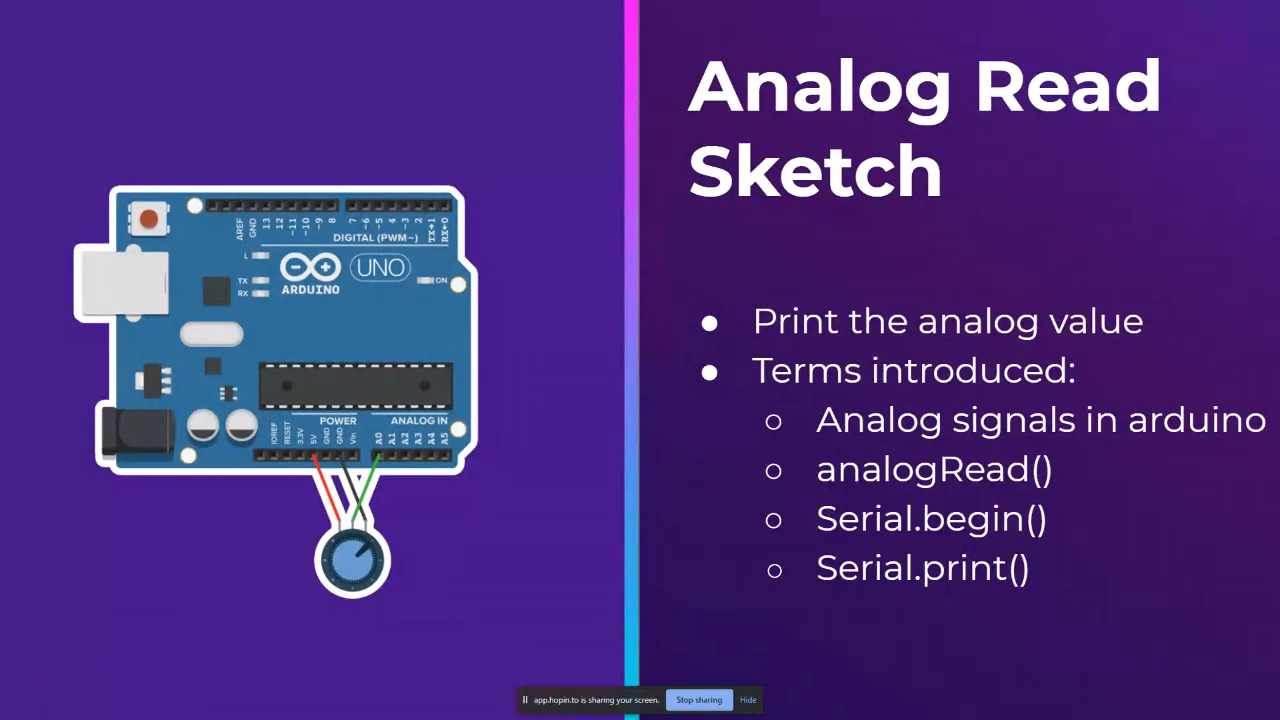 Analog Read
Sketch
● Print the analog value
● Terms introduced:
○ Analog signals in arduino
○ analogRead()
○ Serial.begin()
○ Serial.print()
AREF
GND
13
12
~11
~10
~9
8
7
~6
~5
4
~3
2
TX→1
RX←0
DIGITAL (PWM~)
L
TX
RX
ARDUINO
UNO
ON
POWER
ANALOG IN
IOREF
RESET
3.3V
5V
GND
GND
Vin
A0
A1
A2
A3
A4
A5
app.hopin.to is sharing your screen.
Stop sharing
Hide